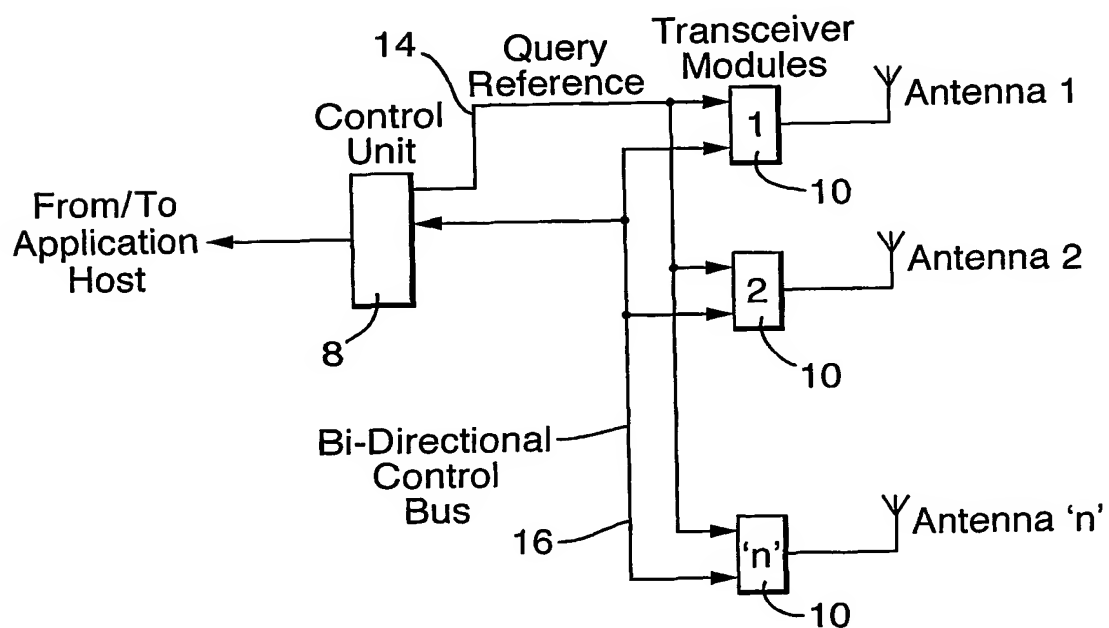 14
Query
Reference
Transceiver
Modules
Antenna 1
Control
Unit
1
10
From/To
Application
Host
Antenna 2
2
8
10
Bi-Directional
Control
Bus
16
Antenna 'n'
'n'
10